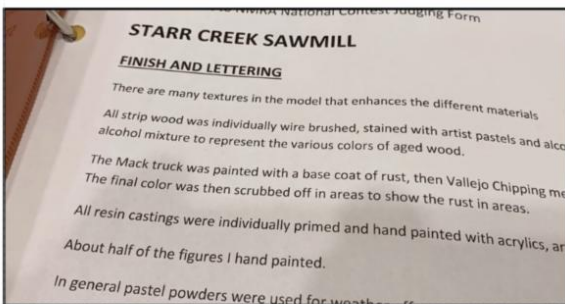 NMRA National Contest Judging Form
STARR CREEK SAWMILL
FINISH AND LETTERING
There are many textures in the model that enhances the different materials
All strip wood was individually wire brushed, stained with artist pastels and
alcohol mixture to represent the various colors of aged wood.
The Mack truck was painted with a base coat of rust, then Vallejo Chipping
The final color was then scrubbed off in areas to show the rust in areas.
All resin castings were individually primed and hand painted with acrylics,
About half of the figures I hand painted.
In general pastel powders were used for